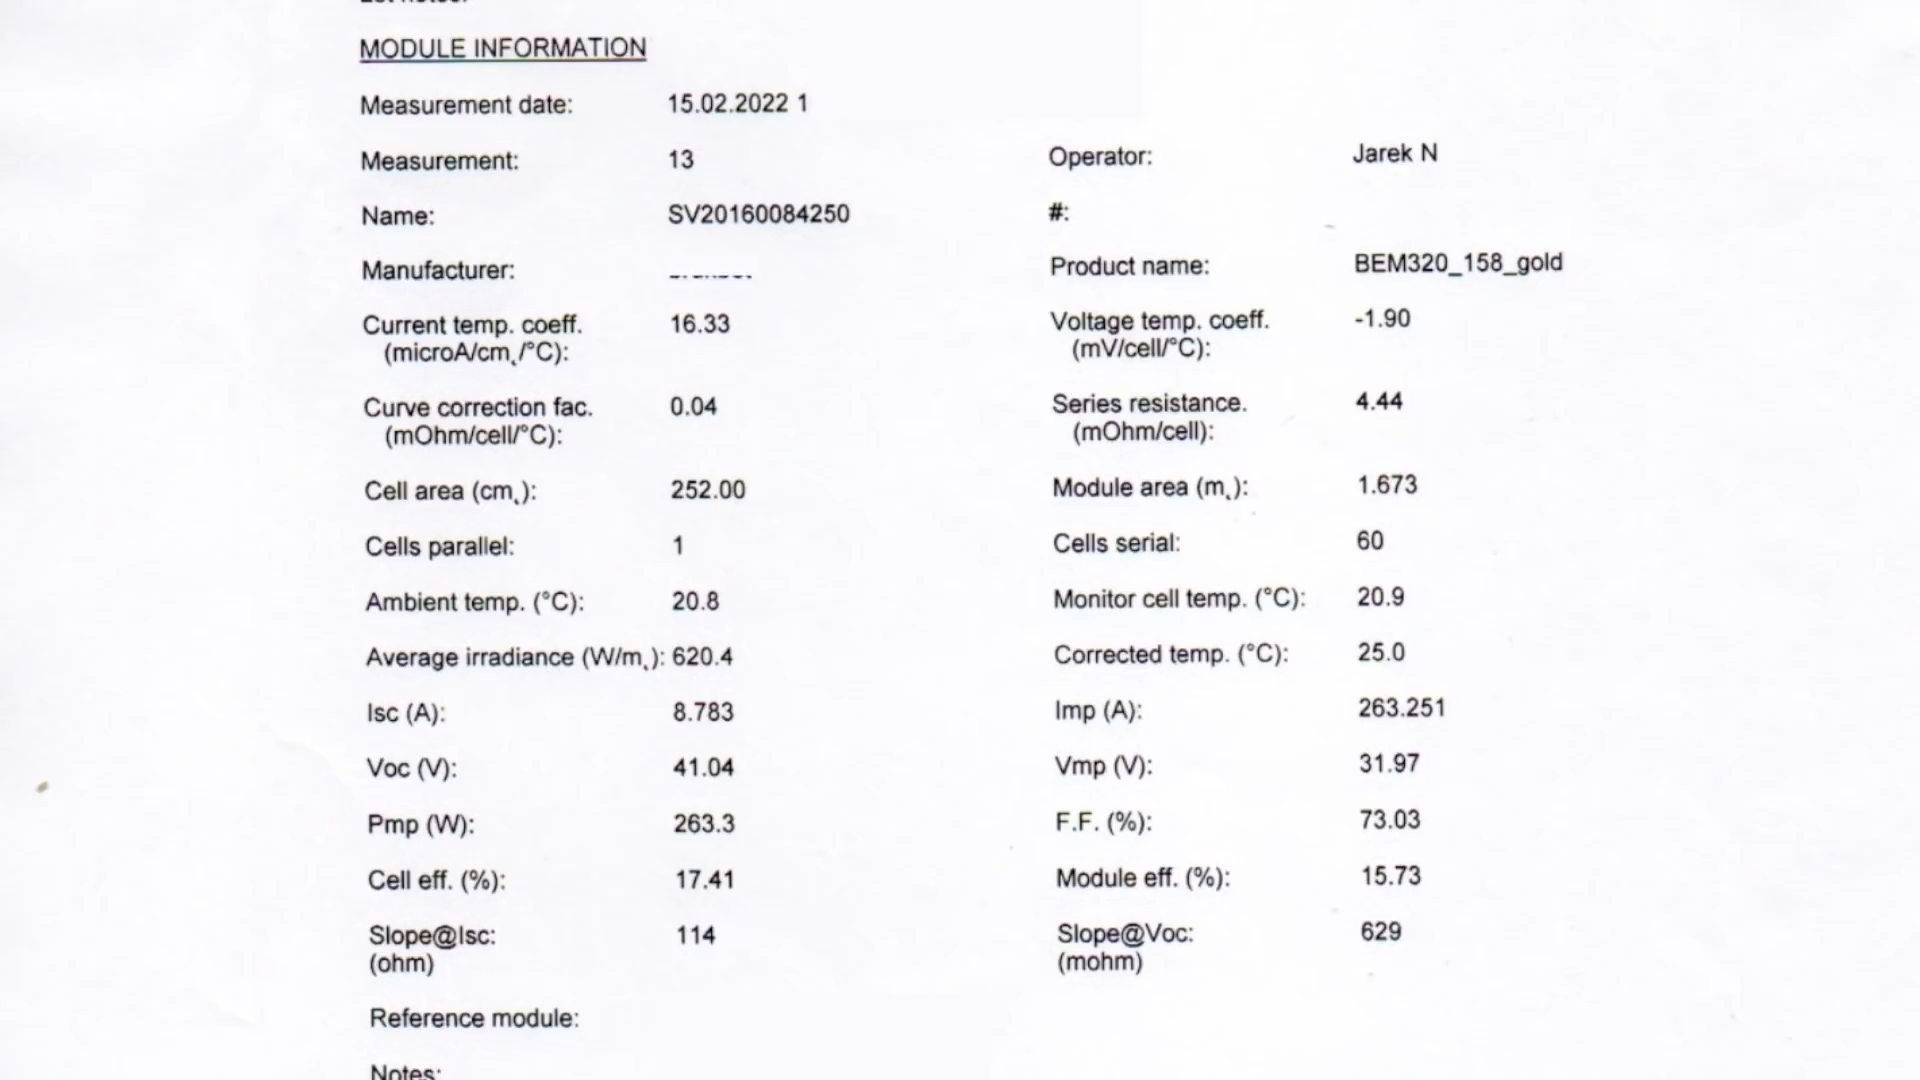 MODULE INFORMATION
Measurement date: 15.02.2022 1
Measurement: 13 Operator: Jarek N
Name: SV20160084250 #:
Manufacturer: Product name: BEM320_158_gold
Current temp. coeff. 16.33 Voltage temp. coeff. -1.90
(microA/cm˛/°C): (mV/cell/°C):
Curve correction fac. 0.04 Series resistance. 4.44
(mOhm/cell/°C): (mOhm/cell):
Cell area (cm˛): 252.00 Module area (m˛): 1.673
Cells parallel: 1 Cells serial: 60
Ambient temp. (°C): 20.8 Monitor cell temp. (°C): 20.9
Average irradiance (W/m˛): 620.4 Corrected temp. (°C): 25.0
Isc (A): 8.783 Imp (A): 263.251
Voc (V): 41.04 Vmp (V): 31.97
Pmp (W): 263.3 F.F. (%): 73.03
Cell eff. (%): 17.41 Module eff. (%): 15.73
Slope@Isc: 114 Slope@Voc: 629
(ohm) (mohm)
Reference module:
Notes: